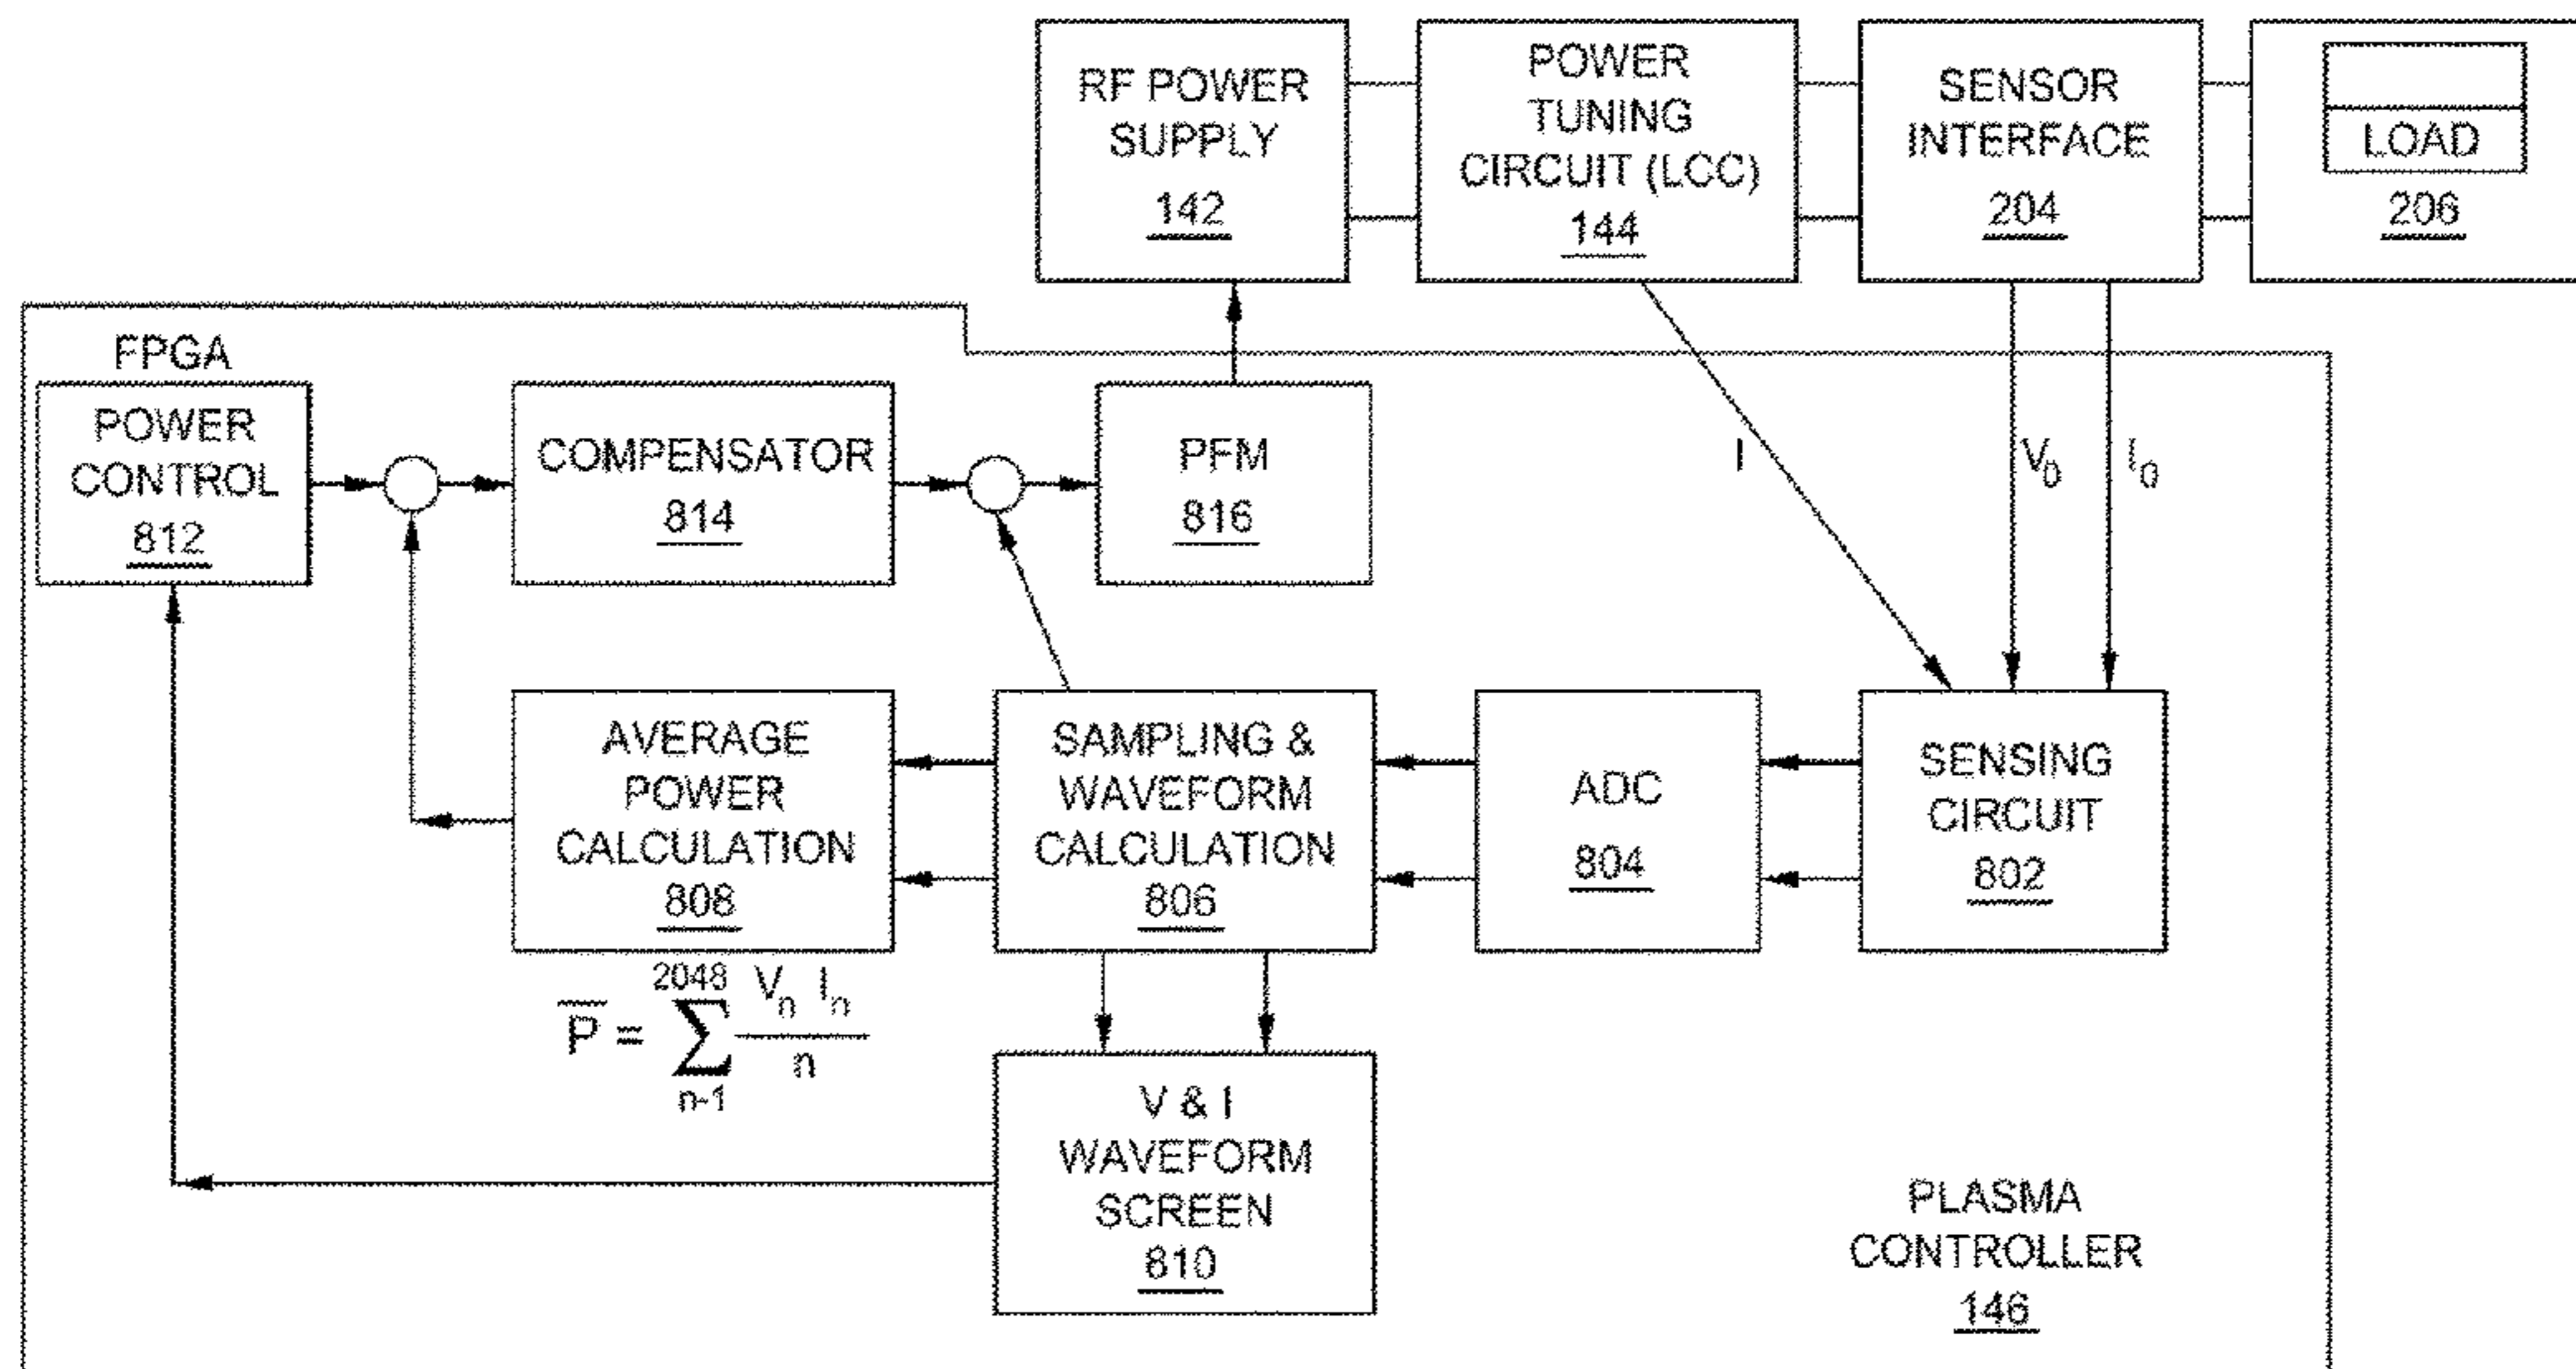 RF POWER
SUPPLY
142
POWER
TUNING
CIRCUIT (LCC)
144
SENSOR
INTERFACE
204
LOAD
206
FPGA
POWER
CONTROL
812
COMPENSATOR
814
PFM
816
I
V0
I0
AVERAGE
POWER
CALCULATION
808
SAMPLING &
WAVEFORM
CALCULATION
806
ADC
804
SENSING
CIRCUIT
802
2048
P = ∑ Vn In / n
n-1
V & I
WAVEFORM
SCREEN
810
PLASMA
CONTROLLER
146